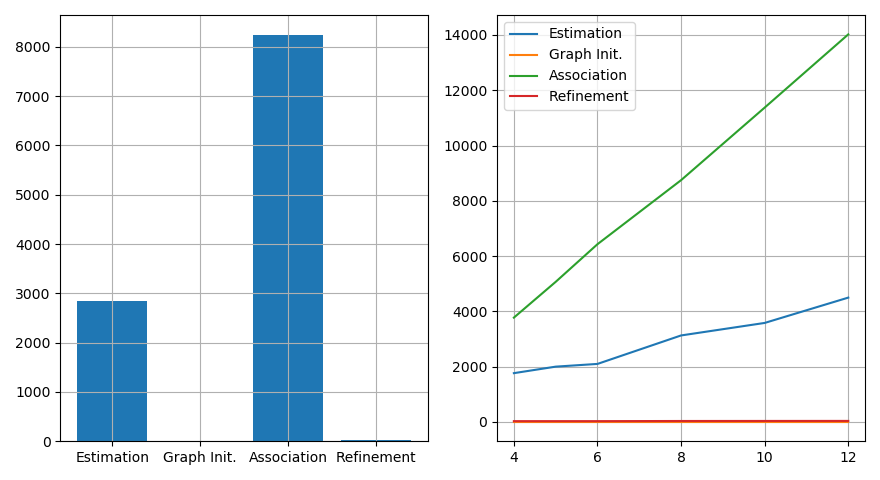 8000
7000
6000
5000
4000
3000
2000
1000
0
Estimation Graph Init. Association Refinement
Estimation
Graph Init.
Association
Refinement
14000
12000
10000
8000
6000
4000
2000
0
4 6 8 10 12